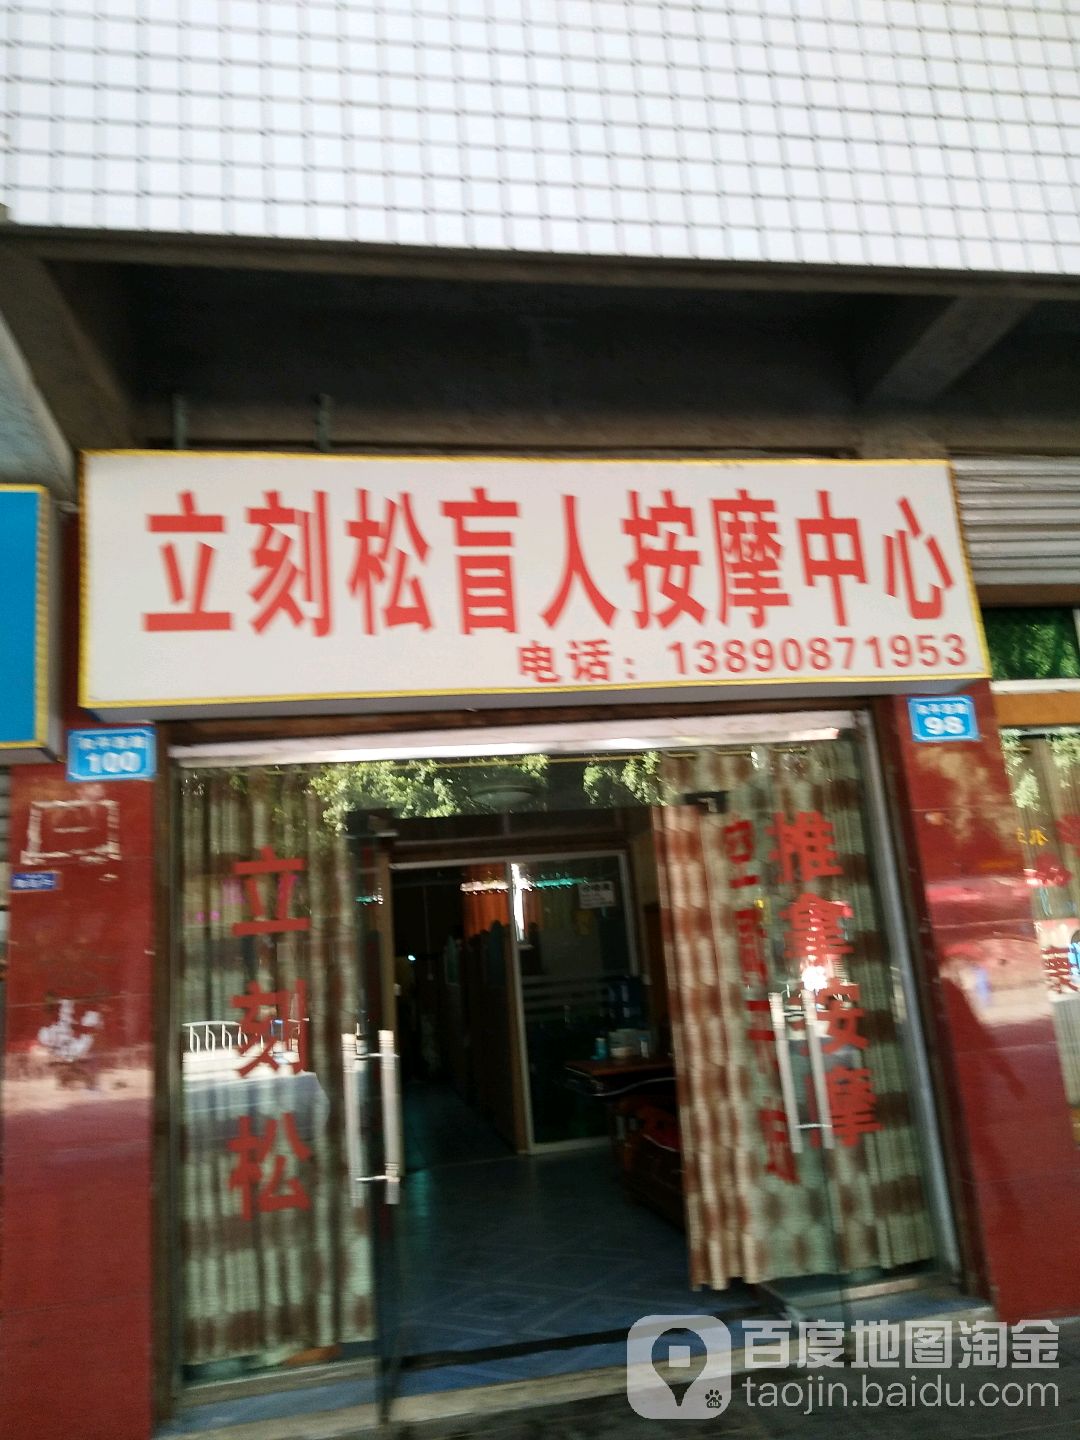 立刻松盲人按摩中心
电话：13890871953
100
98
立刻松
推拿按摩
百度地图淘金
taojin.baidu.com